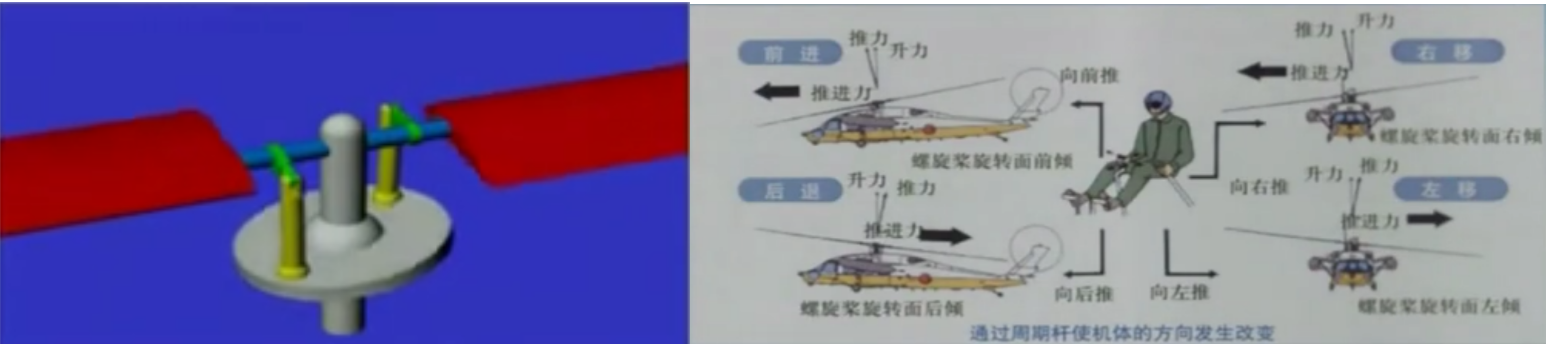 前进
推力
升力
推进力
向前推
螺旋桨旋转面前倾
推力
升力
右移
推进力
螺旋桨旋转面右倾
向右推
后退
升力
推力
推进力
向后推
螺旋桨旋转面后倾
升力
推力
左移
推进力
向左推
螺旋桨旋转面左倾
通过周期杆使机体的方向发生改变